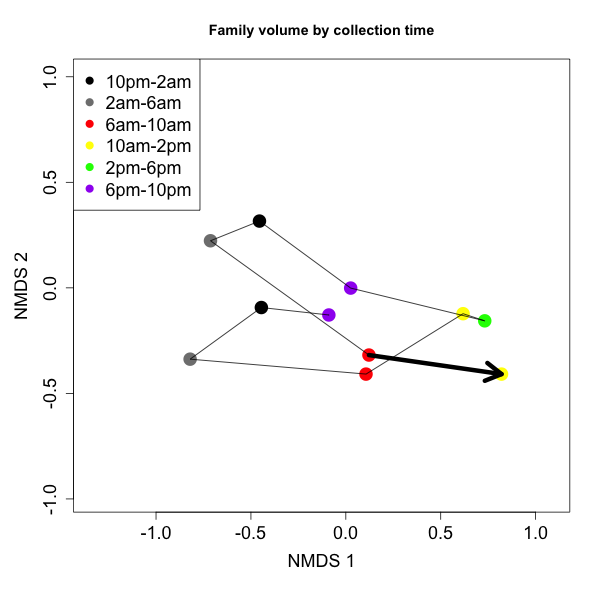 Family volume by collection time
10pm-2am
2am-6am
6am-10am
10am-2pm
2pm-6pm
6pm-10pm
1.0
0.5
0.0
-0.5
-1.0
NMDS 2
-1.0 -0.5 0.0 0.5 1.0
NMDS 1